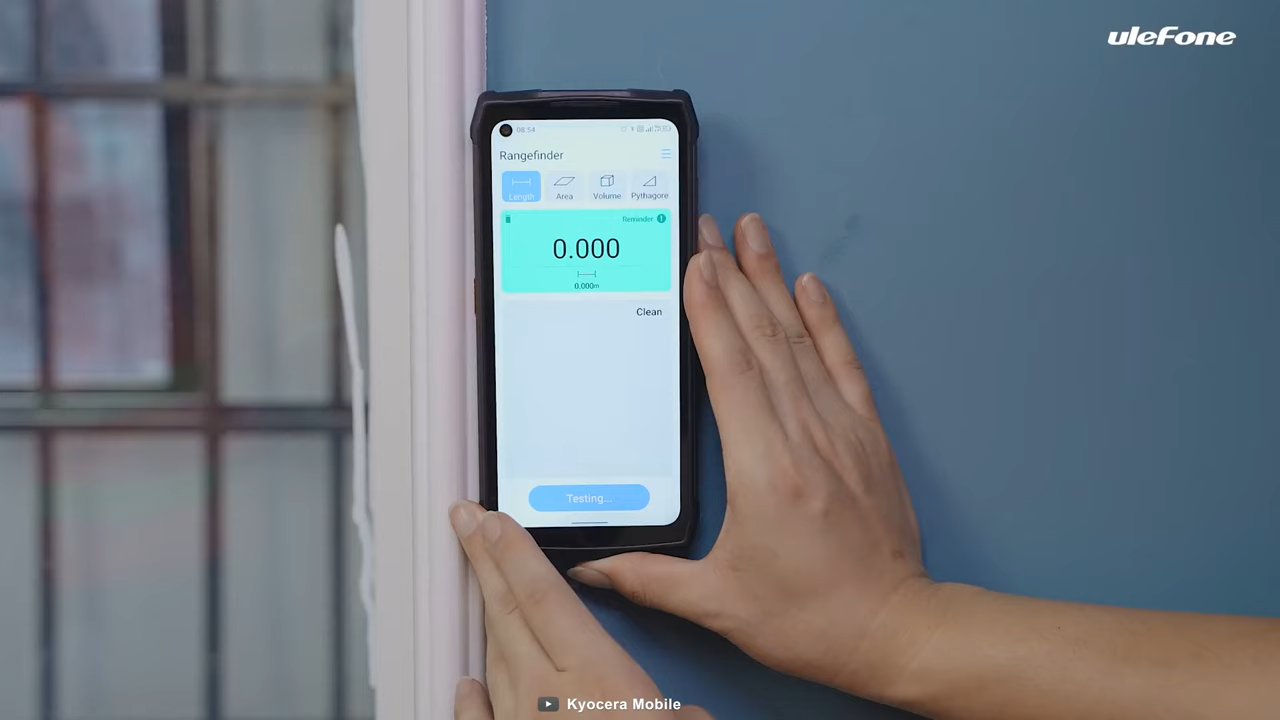 uleFone
08:54
Rangefinder
Length Area Volume Pythagore
Reminder
0.000
0.000m
Clean
Testing...
Kyocera Mobile